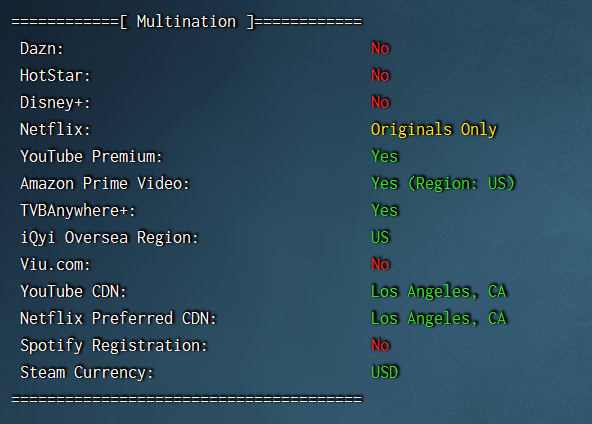 ============[ Multination ]============
Dazn: No
HotStar: No
Disney+: No
Netflix: Originals Only
YouTube Premium: Yes
Amazon Prime Video: Yes (Region: US)
TVBAnywhere+: Yes
iQyi Oversea Region: US
Viu.com: No
YouTube CDN: Los Angeles, CA
Netflix Preferred CDN: Los Angeles, CA
Spotify Registration: No
Steam Currency: USD
=======================================